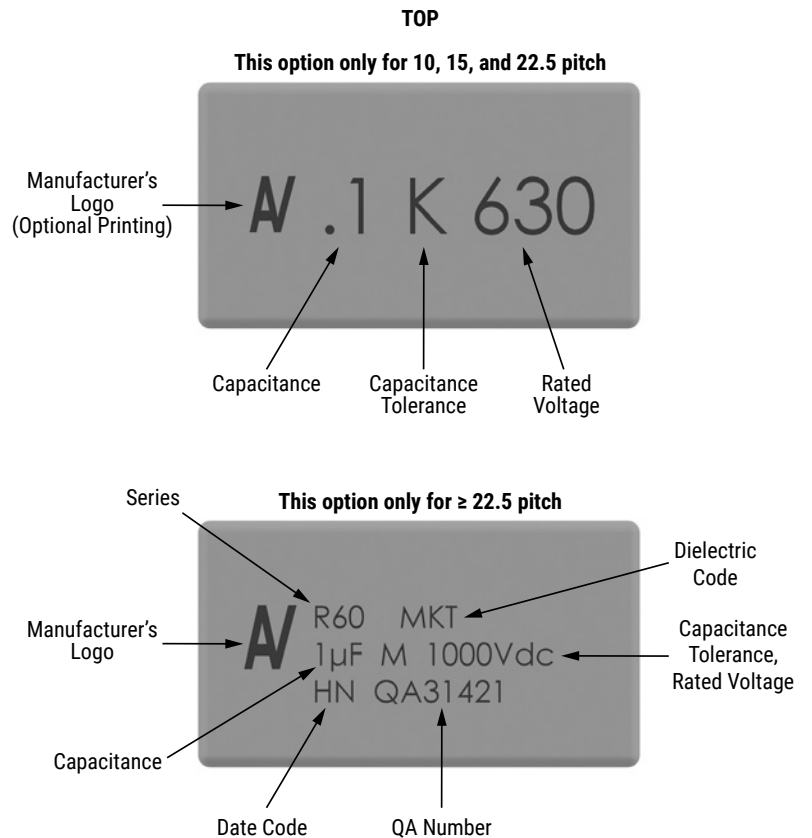 TOP
This option only for 10, 15, and 22.5 pitch
Manufacturer's
Logo
(Optional Printing)
.1 K 630
Capacitance
Capacitance
Tolerance
Rated
Voltage
Series
This option only for ≥ 22.5 pitch
Dielectric
Code
Manufacturer's
Logo
R60 MKT
1µF M 1000Vdc
HN QA31421
Capacitance
Tolerance,
Rated Voltage
Capacitance
Date Code
QA Number